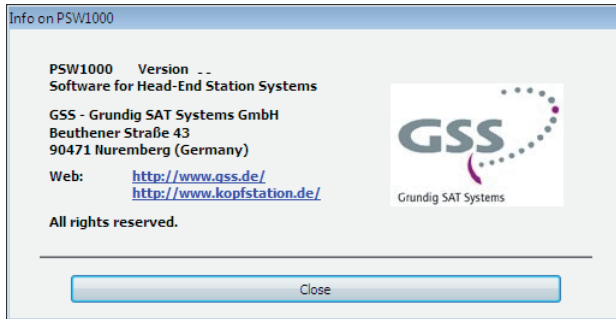 Info on PSW1000
PSW1000 Version . .
Software for Head-End Station Systems
GSS - Grundig SAT Systems GmbH
Beuthener Straße 43
90471 Nuremberg (Germany)
Web: http://www.gss.de/
http://www.kopfstation.de/
All rights reserved.
GSS
Grundig SAT Systems
Close